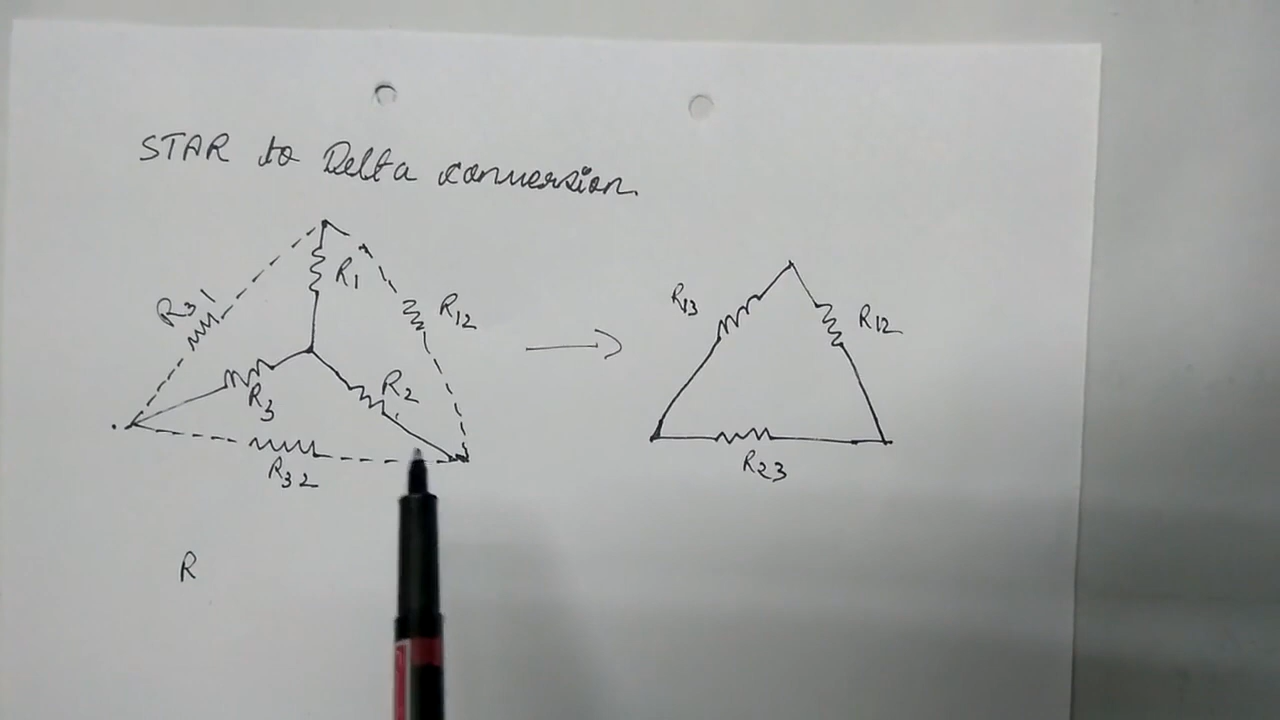 STAR to Delta conversion.
R1
R31
R12
R3
R2
R32
R13
R12
R23
R